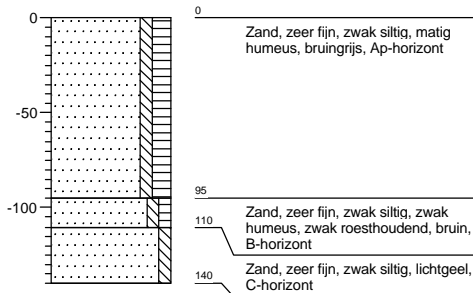 0
0
Zand, zeer fijn, zwak siltig, matig
humeus, bruingrijs, Ap-horizont
-50
95
-100
Zand, zeer fijn, zwak siltig, zwak
110
humeus, zwak roesthoudend, bruin,
B-horizont
Zand, zeer fijn, zwak siltig, lichtgeel,
140
C-horizont